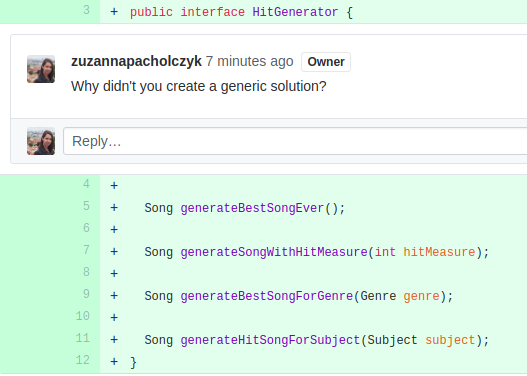 3 + public interface HitGenerator {
zuzannapacholczyk 7 minutes ago Owner
Why didn't you create a generic solution?
Reply…
4 +
5 + Song generateBestSongEver();
6 +
7 + Song generateSongWithHitMeasure(int hitMeasure);
8 +
9 + Song generateBestSongForGenre(Genre genre);
10 +
11 + Song generateHitSongForSubject(Subject subject);
12 + }